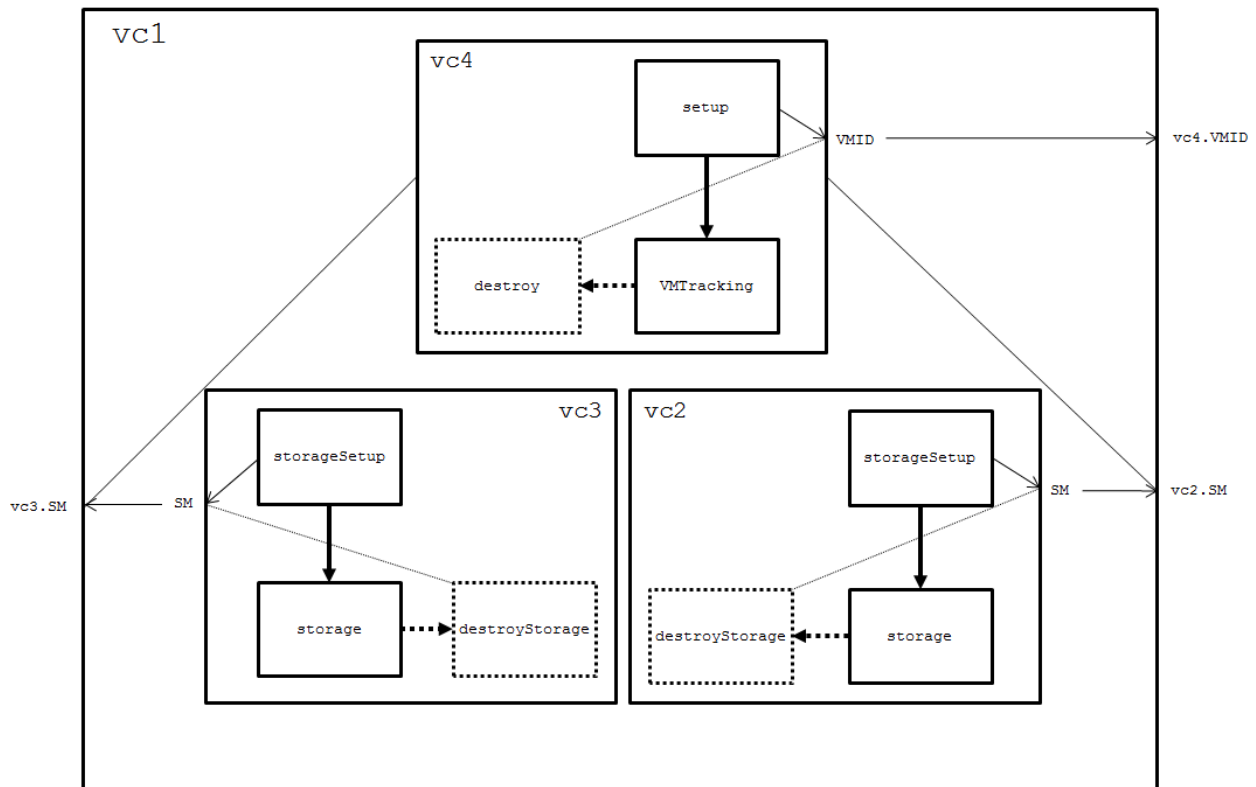 vc1
vc4
setup
VMID
vc4.VMID
destroy
VMTracking
vc3
vc2
storageSetup
storageSetup
vc3.SM
SM
SM
vc2.SM
storage
destroyStorage
destroyStorage
storage